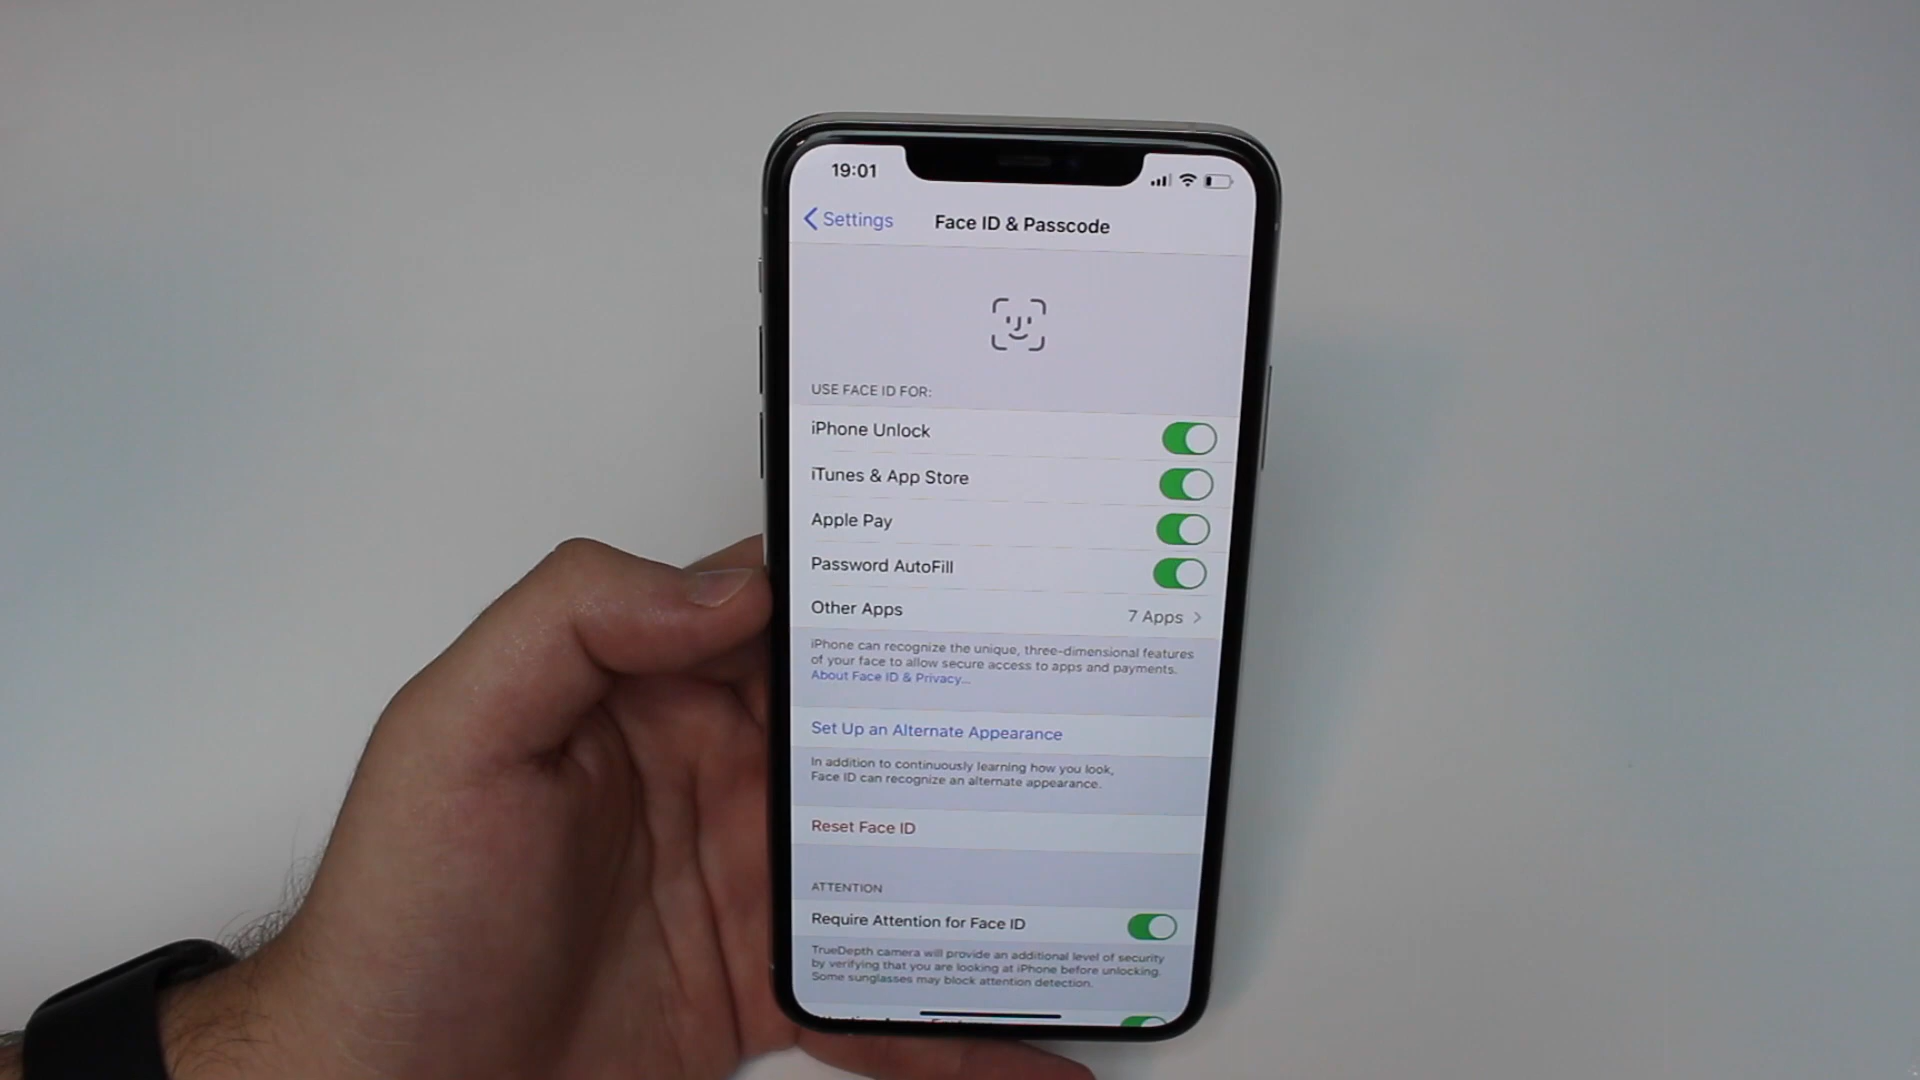 19:01
Settings
Face ID & Passcode
USE FACE ID FOR:
iPhone Unlock
iTunes & App Store
Apple Pay
Password AutoFill
Other Apps
7 Apps
iPhone can recognize the unique, three-dimensional features
of your face to allow secure access to apps and payments.
About Face ID & Privacy...
Set Up an Alternate Appearance
In addition to continuously learning how you look,
Face ID can recognize an alternate appearance.
Reset Face ID
ATTENTION
Require Attention for Face ID
TrueDepth camera will provide an additional level of security
by verifying that you are looking at iPhone before unlocking.
Some sunglasses may block attention detection.